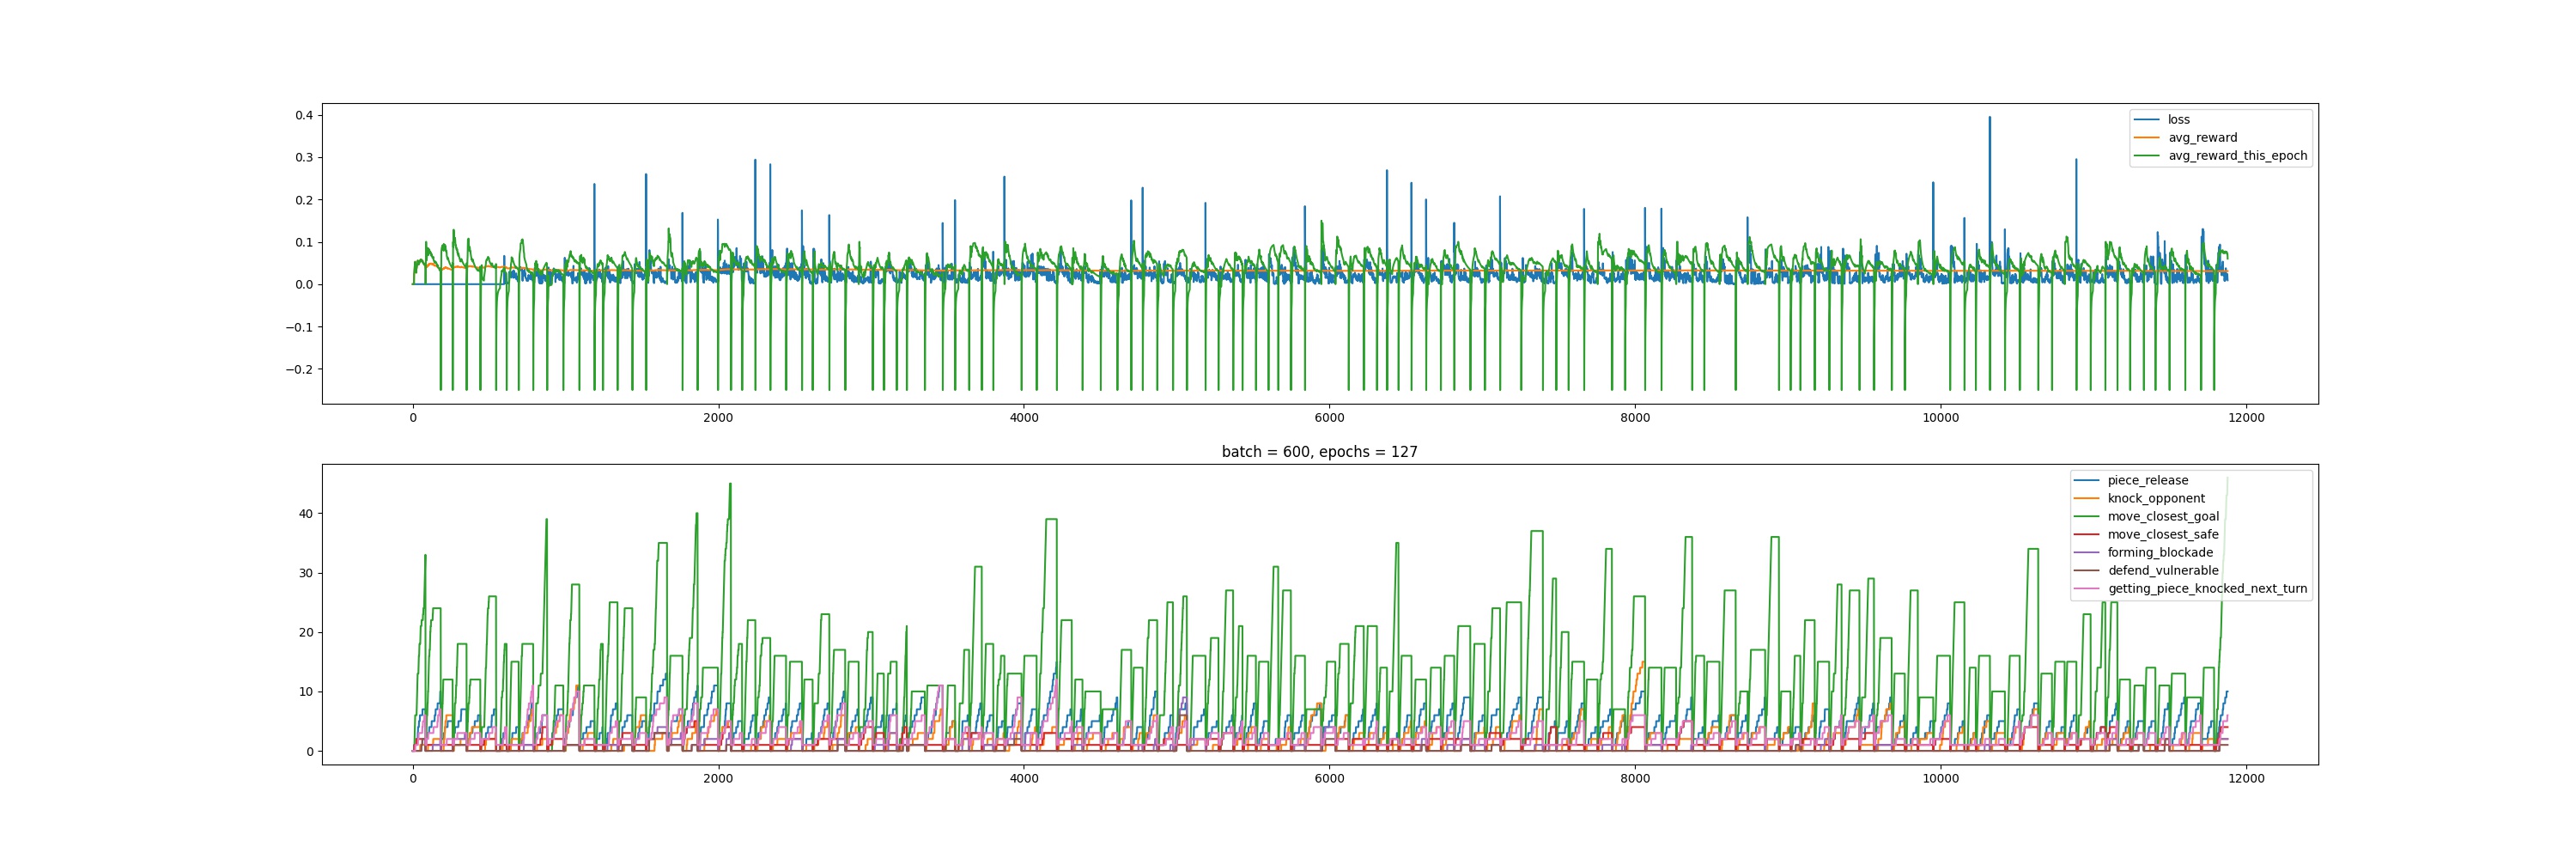 0.4
0.3
0.2
0.1
0.0
−0.1
−0.2
loss
avg_reward
avg_reward_this_epoch
0 2000 4000 6000 8000 10000 12000
batch = 600, epochs = 127
40
30
20
10
0
piece_release
knock_opponent
move_closest_goal
move_closest_safe
forming_blockade
defend_vulnerable
getting_piece_knocked_next_turn
0 2000 4000 6000 8000 10000 12000